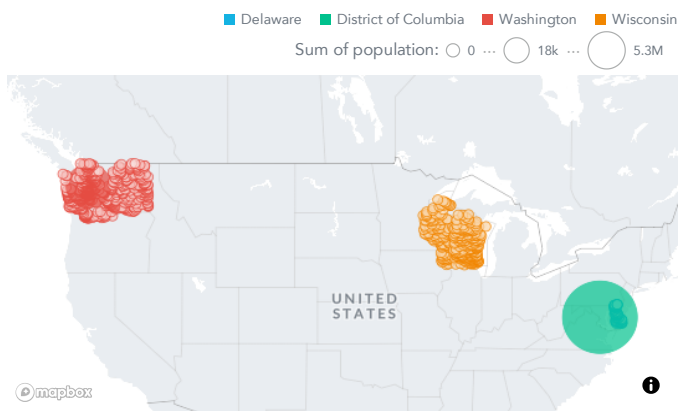 Delaware District of Columbia Washington Wisconsin
Sum of population: 0 ... 18k ... 5.3M
UNITED
STATES
mapbox
i